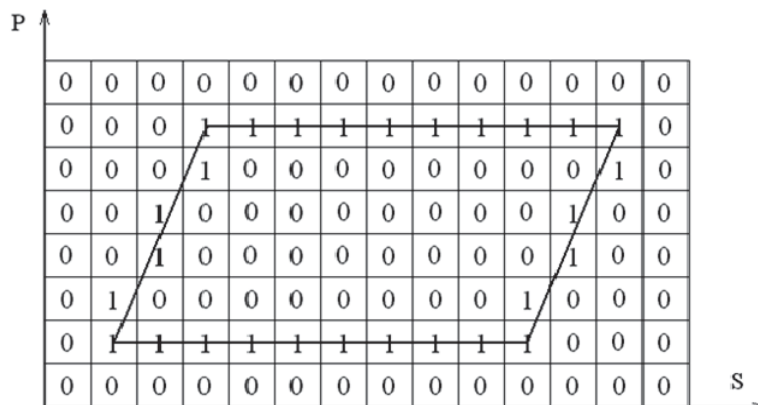 P
0 0 0 0 0 0 0 0 0 0 0 0 0 0
0 0 0 1 1 1 1 1 1 1 1 1 1 0
0 0 0 1 0 0 0 0 0 0 0 0 1 0
0 0 1 0 0 0 0 0 0 0 0 1 0 0
0 0 1 0 0 0 0 0 0 0 0 1 0 0
0 1 0 0 0 0 0 0 0 0 1 0 0 0
0 1 1 1 1 1 1 1 1 1 1 0 0 0
0 0 0 0 0 0 0 0 0 0 0 0 0 0
S